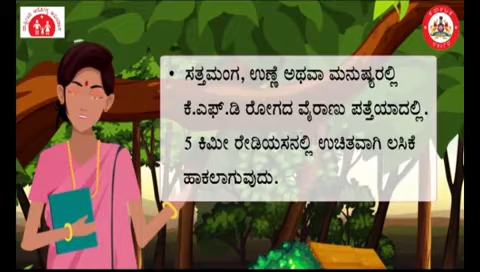 • ಸತ್ತಮಂಗ, ಉಣ್ಣೆ ಅಥವಾ ಮನುಷ್ಯರಲ್ಲಿ
ಕೆ.ಎಫ್.ಡಿ ರೋಗದ ವೈರಾಣು ಪತ್ತೆಯಾದಲ್ಲಿ.
5 ಕಿಮೀ ರೇಡಿಯಸನಲ್ಲಿ ಉಚಿತವಾಗಿ ಲಸಿಕೆ
ಹಾಕಲಾಗುವುದು.